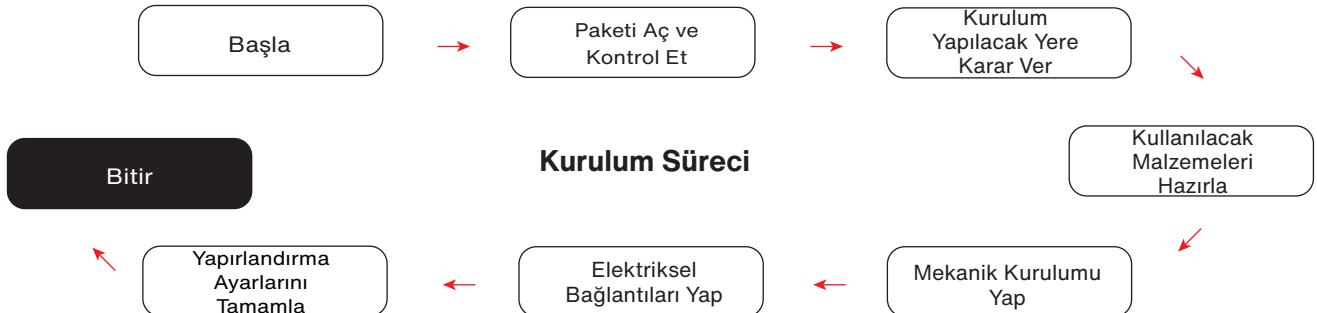 Başla
Paketi Aç ve
Kontrol Et
Kurulum
Yapılacak Yere
Karar Ver
Kullanılacak
Malzemeleri
Hazırla
Kurulum Süreci
Bitir
Mekanik Kurulumu
Yap
Elektriksel
Bağlantıları Yap
Yapırlandırma
Ayarlarını
Tamamla